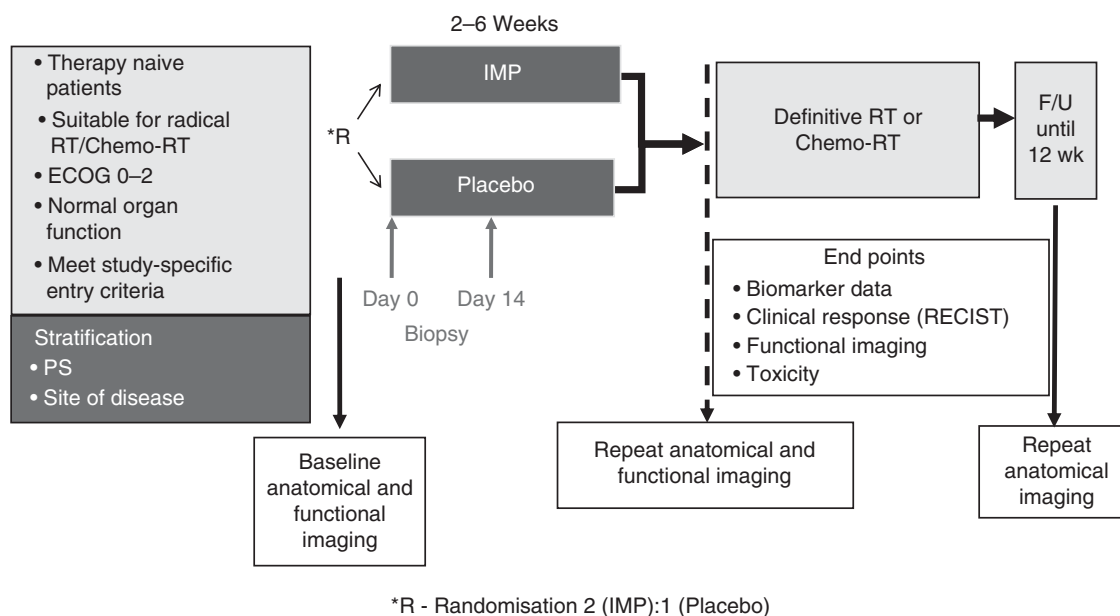 2–6 Weeks
• Therapy naive
patients
• Suitable for radical
RT/Chemo-RT
• ECOG 0–2
• Normal organ
function
• Meet study-specific
entry criteria
Stratification
• PS
• Site of disease
*R
IMP
Placebo
Day 0
Day 14
Biopsy
Definitive RT or
Chemo-RT
F/U
until
12 wk
End points
• Biomarker data
• Clinical response (RECIST)
• Functional imaging
• Toxicity
Baseline
anatomical and
functional
imaging
Repeat anatomical and
functional imaging
Repeat
anatomical
imaging
*R - Randomisation 2 (IMP):1 (Placebo)